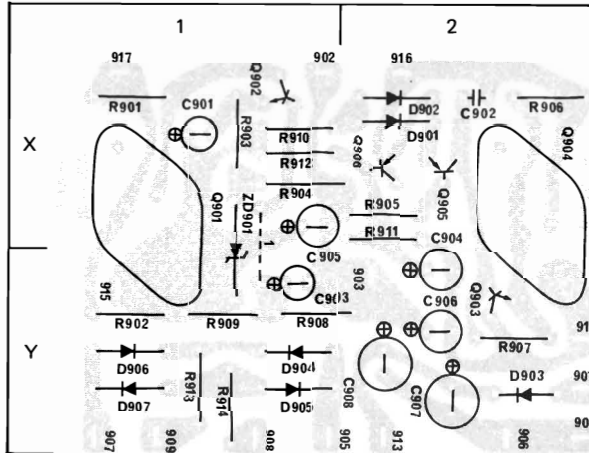 1 2
917 902 916
Q902
R901 C901 D902 C902 R906
X
R903 R910 D901 Q904
R912 Q906
R904 Q905
Q901 ZD901 R905
1 R911 C904
C905
915 903
C903 C906 Q903
R902 R909 R908
R907
Y
D906 D904 D903
R913 R914 C908 C907
D907 D905
907 909 908 905 913 906